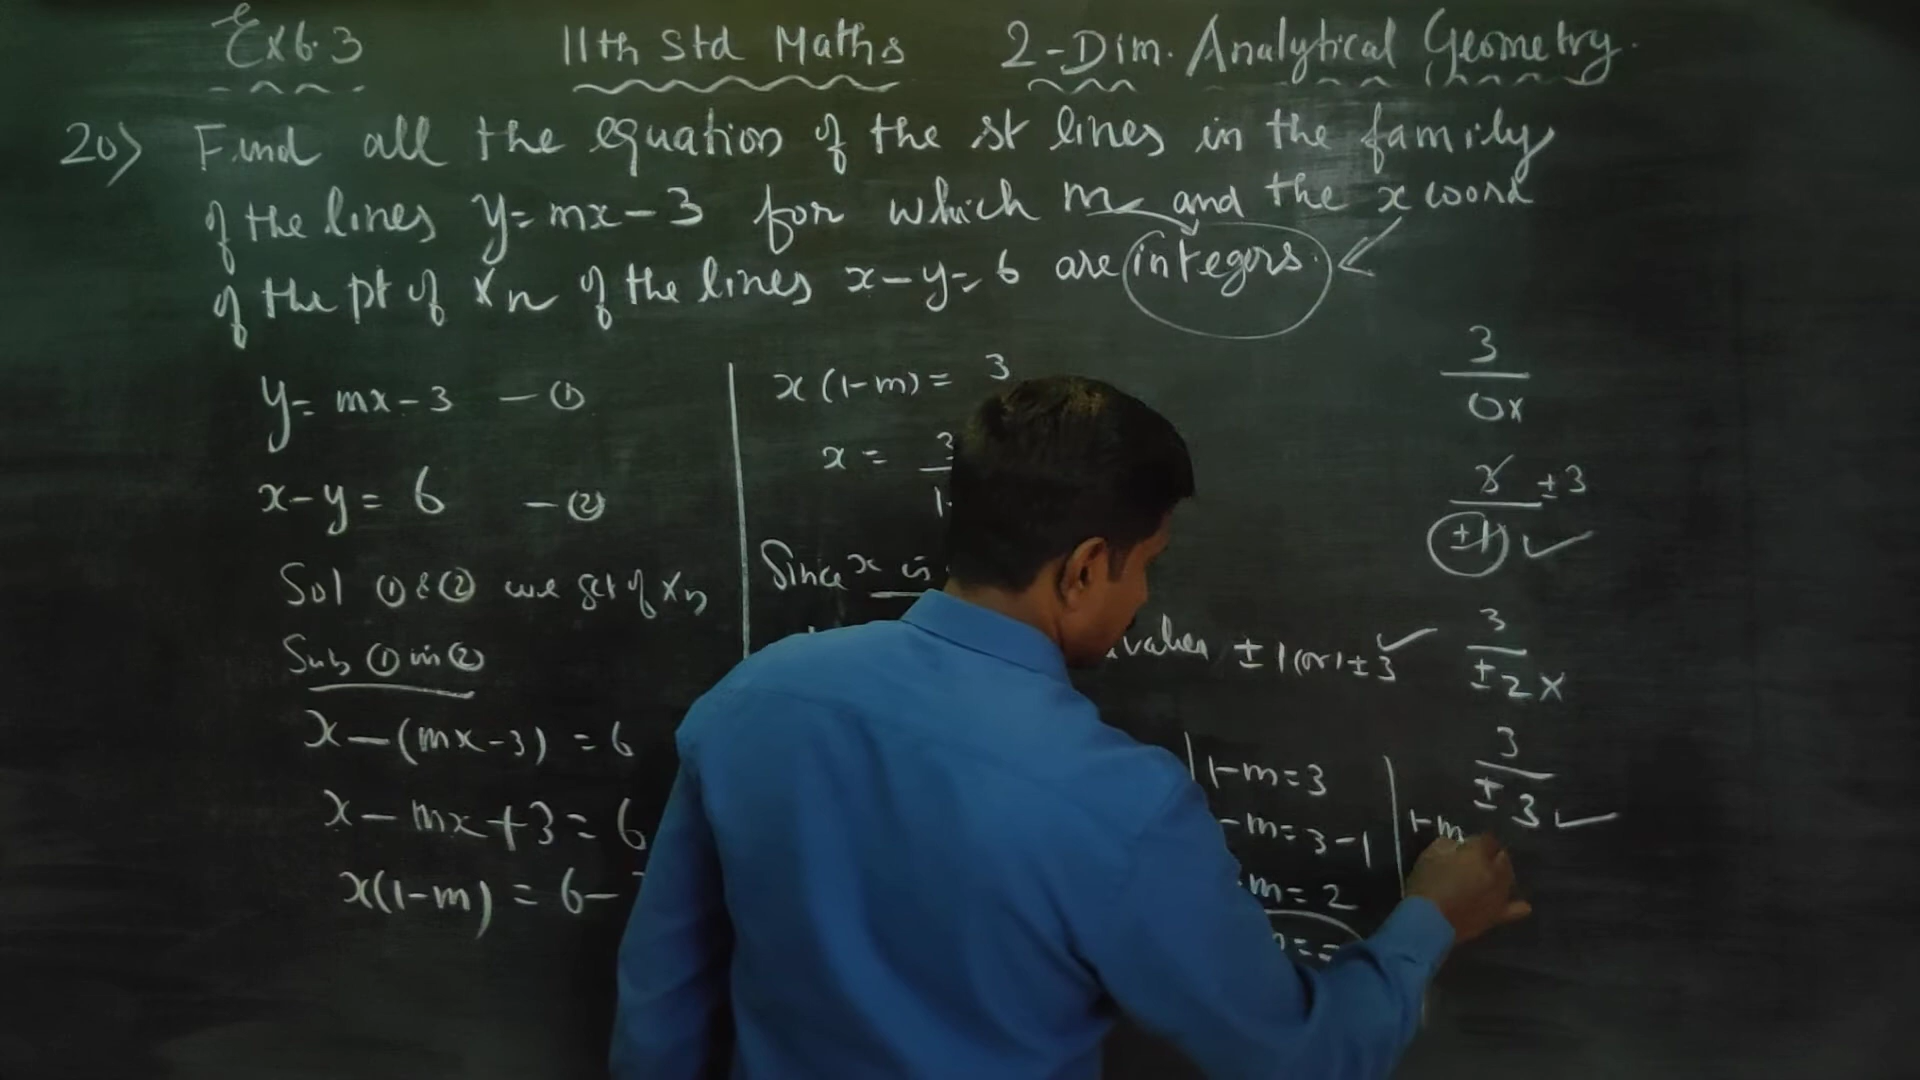 Ex 6.3 11th Std Maths 2-Dim. Analytical Geometry.
20) Find all the equation of the st lines in the family
of the lines y = mx - 3 for which m and the x coord
of the pt of xn of the lines x - y = 6 are integers.
y = mx - 3 - ①
x - y = 6 - ②
Sol ① & ② we get of xn
Sub ① in ②
x - (mx - 3) = 6
x - mx + 3 = 6
x(1 - m) = 6 -
x(1 - m) = 3
x = 3
1-
Since x is
values ± 1 (or) ± 3
1 - m = 3
- m = 3 - 1
m = 2
1 - m
3
0 x
3 ± 3
±1 ✓
3
± 2 x
3
± 3 ✓